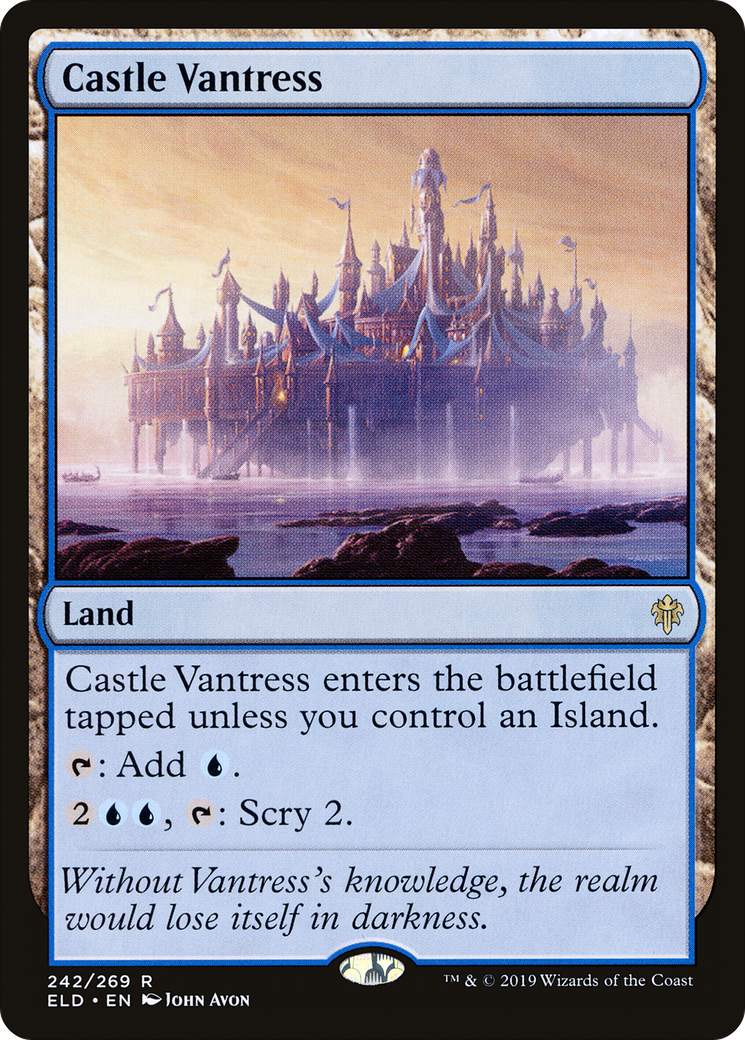 Castle Vantress
Land
Castle Vantress enters the battlefield
tapped unless you control an Island.
: Add .
2, : Scry 2.
Without Vantress's knowledge, the realm
would lose itself in darkness.
242/269 R
ELD • EN John Avon
™ & © 2019 Wizards of the Coast